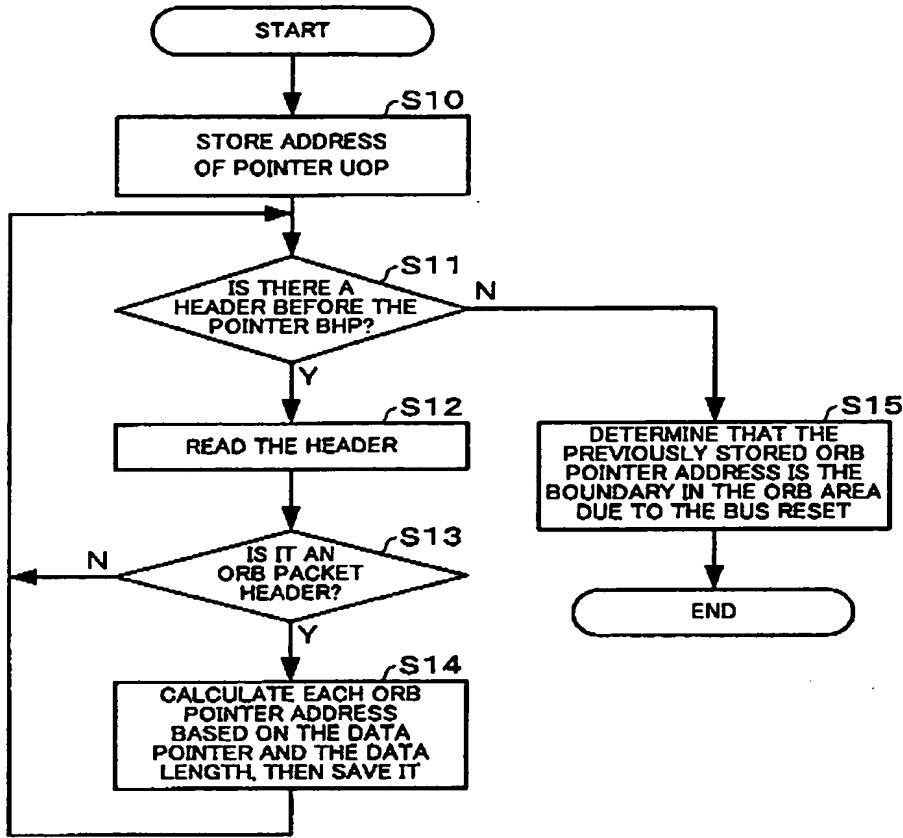 START
S10
STORE ADDRESS
OF POINTER UOP
S11
IS THERE A
HEADER BEFORE THE
POINTER BHP?
N
Y
S12
READ THE HEADER
S13
IS IT AN
ORB PACKET
HEADER?
N
Y
S14
CALCULATE EACH ORB
POINTER ADDRESS
BASED ON THE DATA
POINTER AND THE DATA
LENGTH, THEN SAVE IT
S15
DETERMINE THAT THE
PREVIOUSLY STORED ORB
POINTER ADDRESS IS THE
BOUNDARY IN THE ORB AREA
DUE TO THE BUS RESET
END